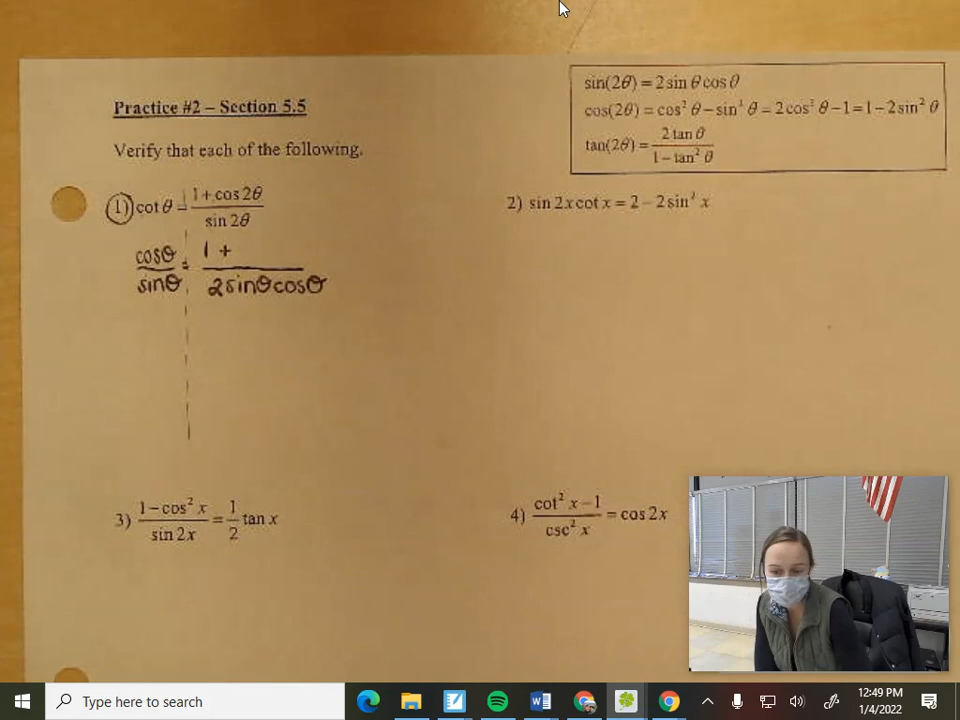 sin(2θ) = 2 sin θ cos θ
cos(2θ) = cos² θ − sin² θ = 2cos² θ − 1 = 1 − 2sin² θ
tan(2θ) = 2 tan θ / 1 − tan² θ
Practice #2 – Section 5.5
Verify that each of the following.
1) cot θ = 1 + cos 2θ / sin 2θ
cosθ / sinθ = 1 + / 2sinθcosθ
2) sin 2x cot x = 2 − 2sin² x
3) 1 − cos² x / sin 2x = 1/2 tan x
4) cot² x − 1 / csc² x = cos 2x
Type here to search
12:49 PM
1/4/2022